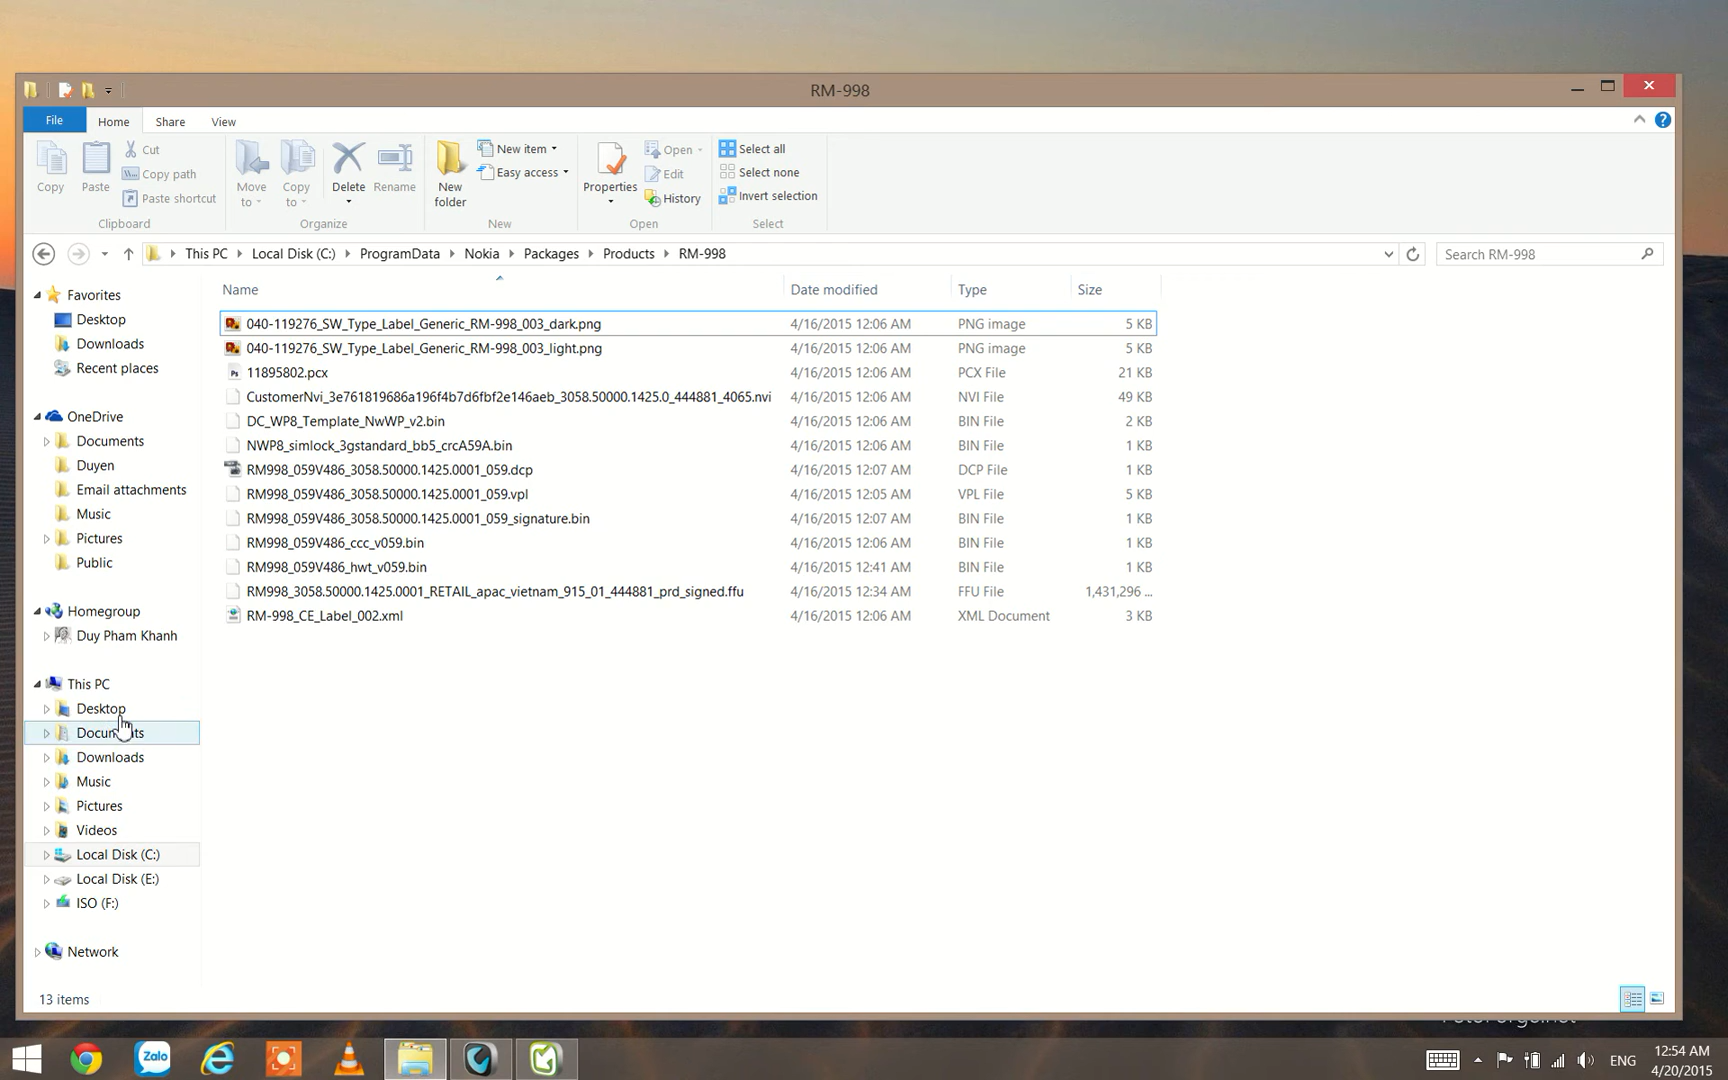 RM-998
File Home Share View
Copy
Paste
Cut
Copy path
Paste shortcut
Clipboard
Move to
Copy to
Delete
Rename
Organize
New folder
New item
Easy access
New
Properties
Open
Edit
History
Open
Select all
Select none
Invert selection
Select
This PC Local Disk (C:) ProgramData Nokia Packages Products RM-998
Search RM-998
Favorites
Desktop
Downloads
Recent places
OneDrive
Documents
Duyen
Email attachments
Music
Pictures
Public
Homegroup
Duy Pham Khanh
This PC
Desktop
Documents
Downloads
Music
Pictures
Videos
Local Disk (C:)
Local Disk (E:)
ISO (F:)
Network
Name Date modified Type Size
040-119276_SW_Type_Label_Generic_RM-998_003_dark.png 4/16/2015 12:06 AM PNG image 5 KB
040-119276_SW_Type_Label_Generic_RM-998_003_light.png 4/16/2015 12:06 AM PNG image 5 KB
Ps 11895802.pcx 4/16/2015 12:06 AM PCX File 21 KB
CustomerNvi_3e761819686a196f4b7d6fbf2e146aeb_3058.50000.1425.0_444881_4065.nvi 4/16/2015 12:06 AM NVI File 49 KB
DC_WP8_Template_NwWP_v2.bin 4/16/2015 12:06 AM BIN File 2 KB
NWP8_simlock_3gstandard_bb5_crcA59A.bin 4/16/2015 12:06 AM BIN File 1 KB
RM998_059V486_3058.50000.1425.0001_059.dcp 4/16/2015 12:07 AM DCP File 1 KB
RM998_059V486_3058.50000.1425.0001_059.vpl 4/16/2015 12:05 AM VPL File 5 KB
RM998_059V486_3058.50000.1425.0001_059_signature.bin 4/16/2015 12:07 AM BIN File 1 KB
RM998_059V486_ccc_v059.bin 4/16/2015 12:06 AM BIN File 1 KB
RM998_059V486_hwt_v059.bin 4/16/2015 12:41 AM BIN File 1 KB
RM998_3058.50000.1425.0001_RETAIL_apac_vietnam_915_01_444881_prd_signed.ffu 4/16/2015 12:34 AM FFU File 1,431,296 ...
RM-998_CE_Label_002.xml 4/16/2015 12:06 AM XML Document 3 KB
13 items
Zalo
ENG
12:54 AM
4/20/2015